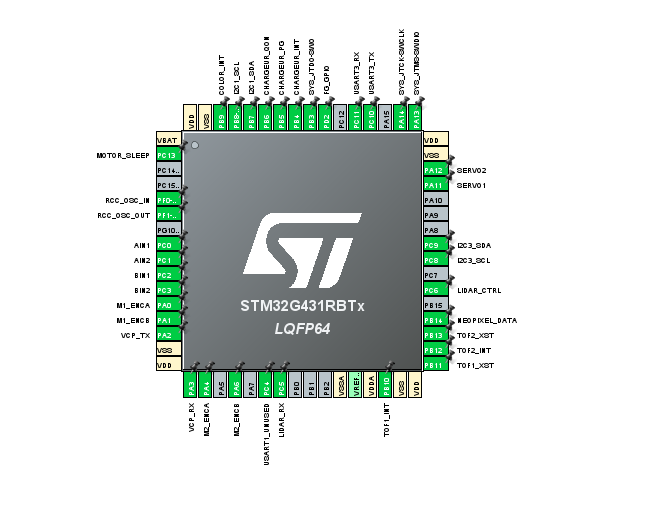 COLOR_INT
I2C1_SCL
I2C1_SDA
CHARGEUR_OON
CHARGEUR_PG
CHARGEUR_INT
SYS_JTDO-SWO
FG_GPIO
USART3_RX
USART3_TX
SYS_JTCK-SWCLK
SYS_JTMS-SWDIO
VDD
VSS
PB9
PB8-..
PB7
PB6
PB5
PB4
PB3
PD2
PC12
PC11
PC10
PA15
PA14
PA13
VBAT
MOTOR_SLEEP PC13
PC14..
PC15..
RCC_OSC_IN PF0-..
RCC_OSC_OUT PF1-..
PG10..
AIN1 PC0
AIN2 PC1
BIN1 PC2
BIN2 PC3
M1_ENCA PA0
M1_ENCB PA1
VCP_TX PA2
VSS
VDD
STM32G431RBTx
LQFP64
VDD
VSS
PA12 SERVO2
PA11 SERVO1
PA10
PA9
PA8
PC9 I2C3_SDA
PC8 I2C3_SCL
PC7
PC6 LIDAR_CTRL
PB15
PB14 NEOPIXEL_DATA
PB13 TOF2_XST
PB12 TOF2_INT
PB11 TOF1_XST
PA3
PA4
PA5
PA6
PA7
PC4
PC5
PB0
PB1
PB2
VSSA
VREF..
VDDA
PB10
VSS
VDD
VCP_RX
M2_ENCA
M2_ENCB
USART1_UNUSED
LIDAR_RX
TOF1_INT